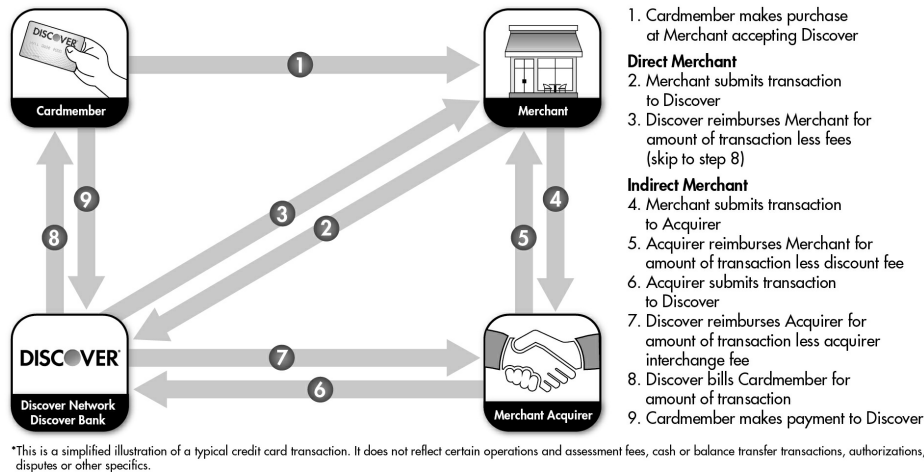 DISCOVER
Cardmember
Merchant
1
9
8
3
2
5
4
7
6
DISCOVER
Discover Network
Discover Bank
Merchant Acquirer
1. Cardmember makes purchase
at Merchant accepting Discover
Direct Merchant
2. Merchant submits transaction
to Discover
3. Discover reimburses Merchant for
amount of transaction less fees
(skip to step 8)
Indirect Merchant
4. Merchant submits transaction
to Acquirer
5. Acquirer reimburses Merchant for
amount of transaction less discount fee
6. Acquirer submits transaction
to Discover
7. Discover reimburses Acquirer for
amount of transaction less acquirer
interchange fee
8. Discover bills Cardmember for
amount of transaction
9. Cardmember makes payment to Discover
*This is a simplified illustration of a typical credit card transaction. It does not reflect certain operations and assessment fees, cash or balance transfer transactions, authorizations,
disputes or other specifics.